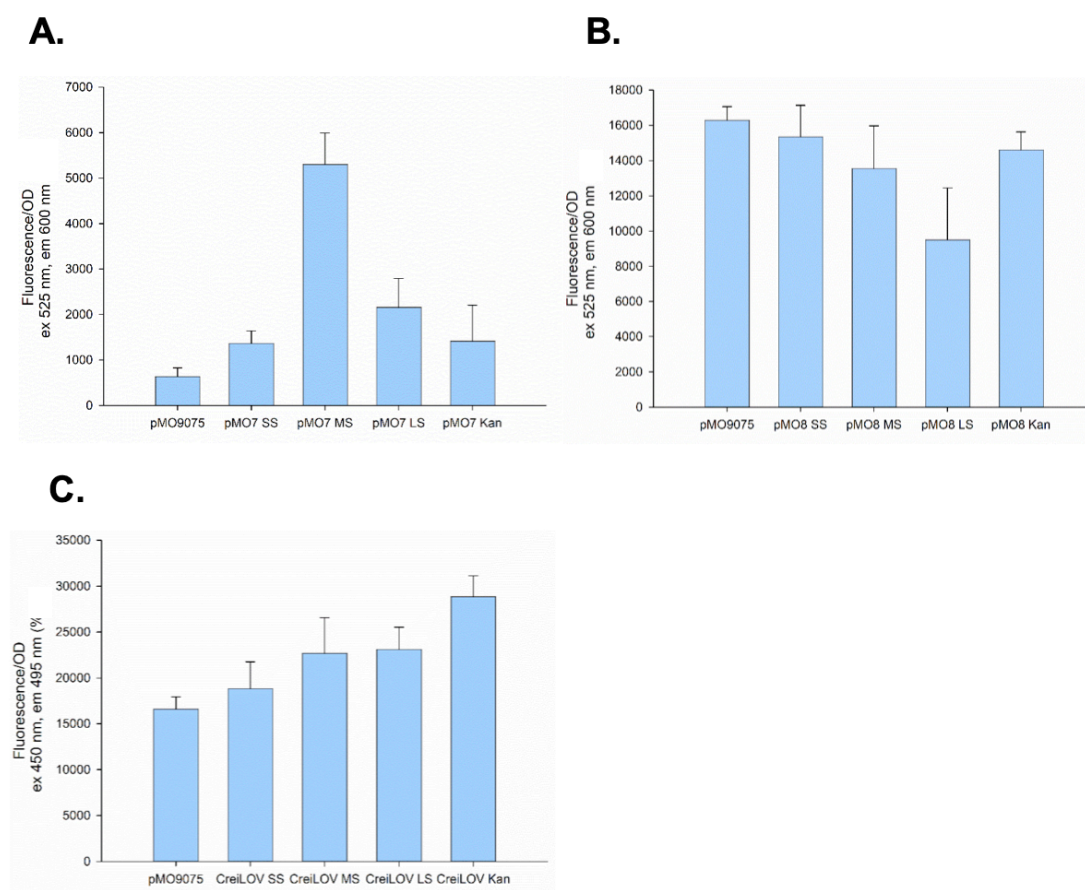 A.
7000
6000
5000
4000
3000
2000
1000
0
Fluorescence/OD
ex 525 nm, em 600 nm
pMO9075 pMO7 SS pMO7 MS pMO7 LS pMO7 Kan
B.
18000
16000
14000
12000
10000
8000
6000
4000
2000
0
Fluorescence/OD
ex 525 nm, em 600 nm
pMO9075 pMO8 SS pMO8 MS pMO8 LS pMO8 Kan
C.
35000
30000
25000
20000
15000
10000
5000
0
Fluorescence/OD
ex 450 nm, em 495 nm (%
pMO9075 CreiLOV SS CreiLOV MS CreiLOV LS CreiLOV Kan